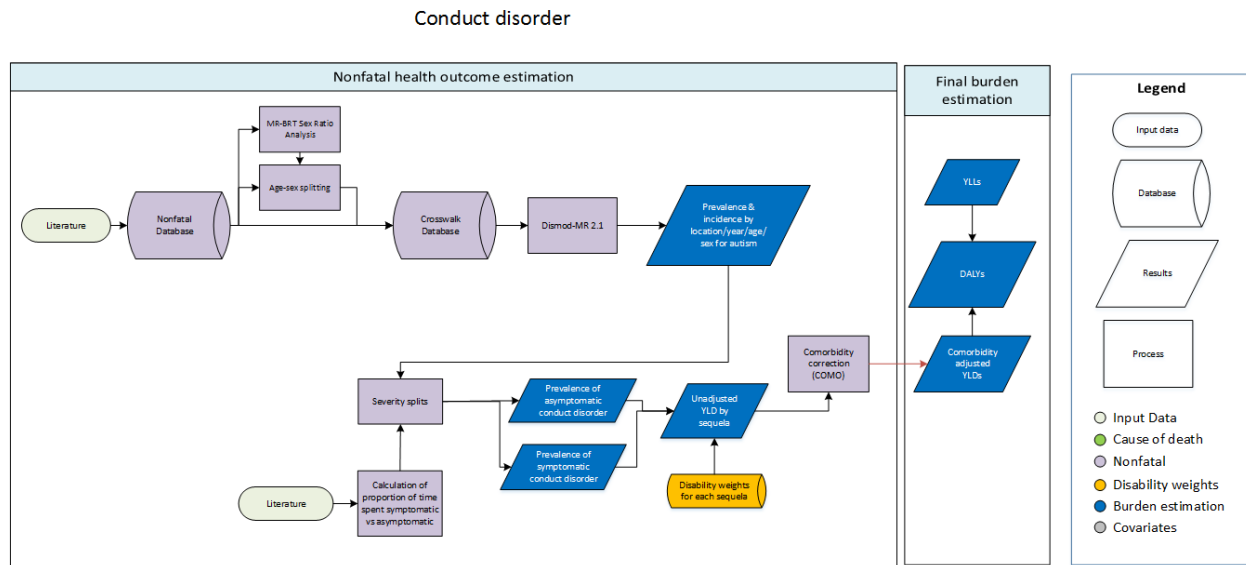 Conduct disorder
Nonfatal health outcome estimation
MR-BRT Sex Ratio
Analysis
Age-sex splitting
Literature
Nonfatal
Database
Crosswalk
Database
Dismod-MR 2.1
Prevalence &
incidence by
location/year/age/
sex for autism
Severity splits
Prevalence of
asymptomatic
conduct disorder
Prevalence of
symptomatic
conduct disorder
Unadjusted
YLD by
sequela
Comorbidity
correction
(COMO)
Literature
Calculation of
proportion of time
spent symptomatic
vs asymptomatic
Disability weights
for each sequela
Final burden
estimation
YLLs
DALYs
Comorbidity
adjusted
YLDs
Legend
Input data
Database
Results
Process
Input Data
Cause of death
Nonfatal
Disability weights
Burden estimation
Covariates